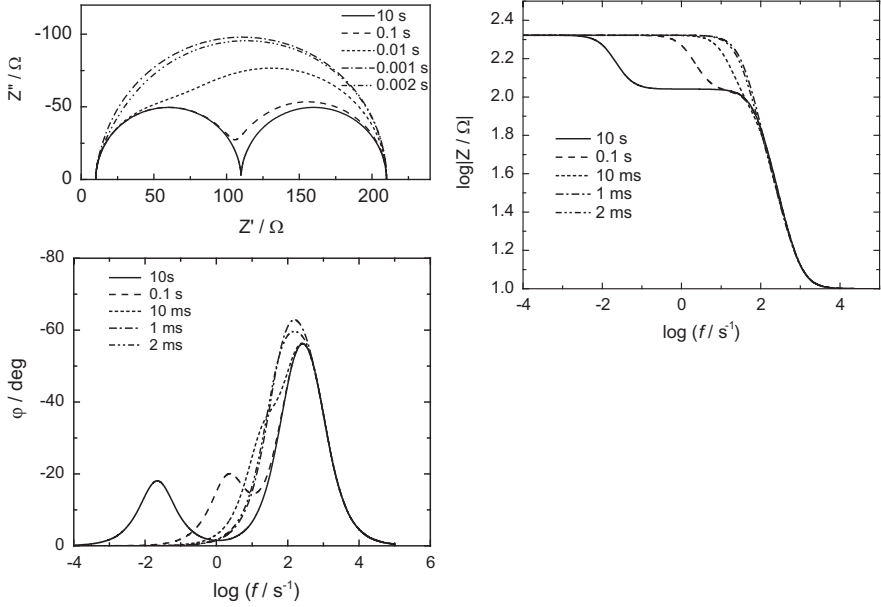 -100
-50
0
Z'' / Ω
0 50 100 150 200
Z' / Ω
10 s
0.1 s
0.01 s
0.001 s
0.002 s
2.4
2.2
2.0
1.8
1.6
1.4
1.2
1.0
log|Z / Ω|
-4 -2 0 2 4
log (f / s⁻¹)
10 s
0.1 s
10 ms
1 ms
2 ms
-80
-60
-40
-20
0
φ / deg
-4 -2 0 2 4 6
log (f / s⁻¹)
10s
0.1 s
10 ms
1 ms
2 ms